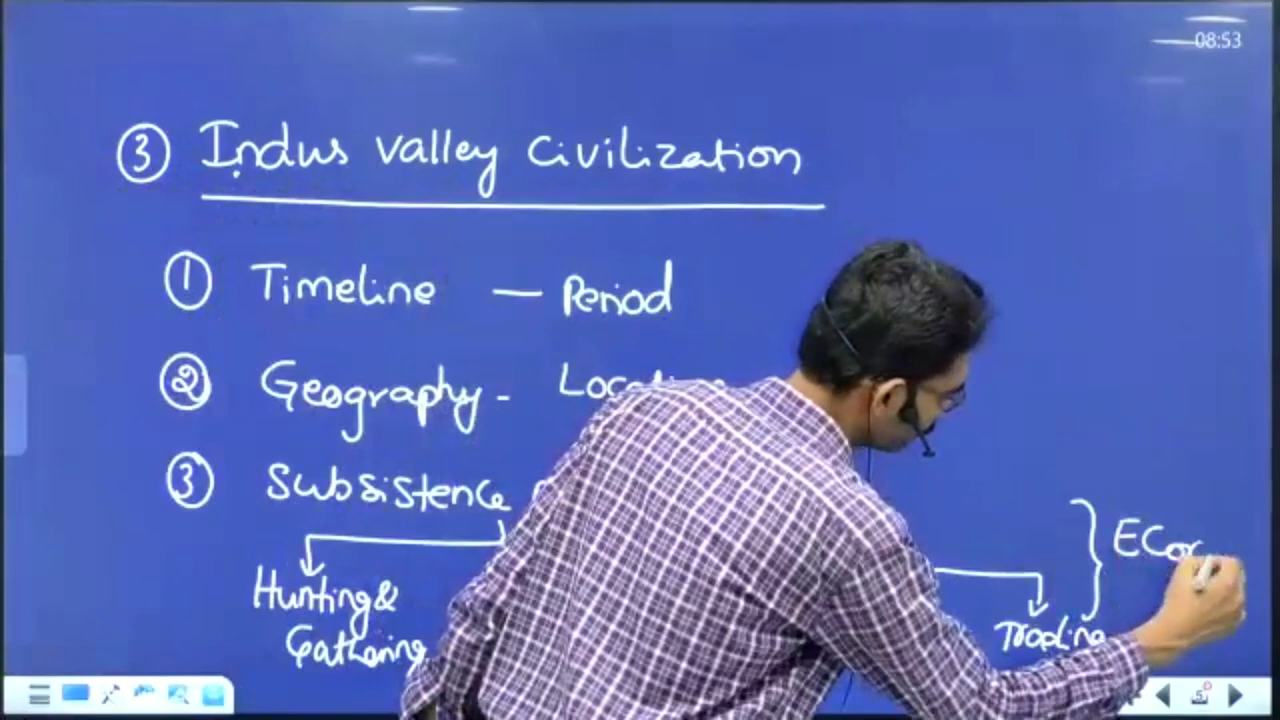 08:53
③ Indus Valley Civilization
① Timeline — Period
② Geography -
③ Subsistence
Hunting &
Gathering
Trading